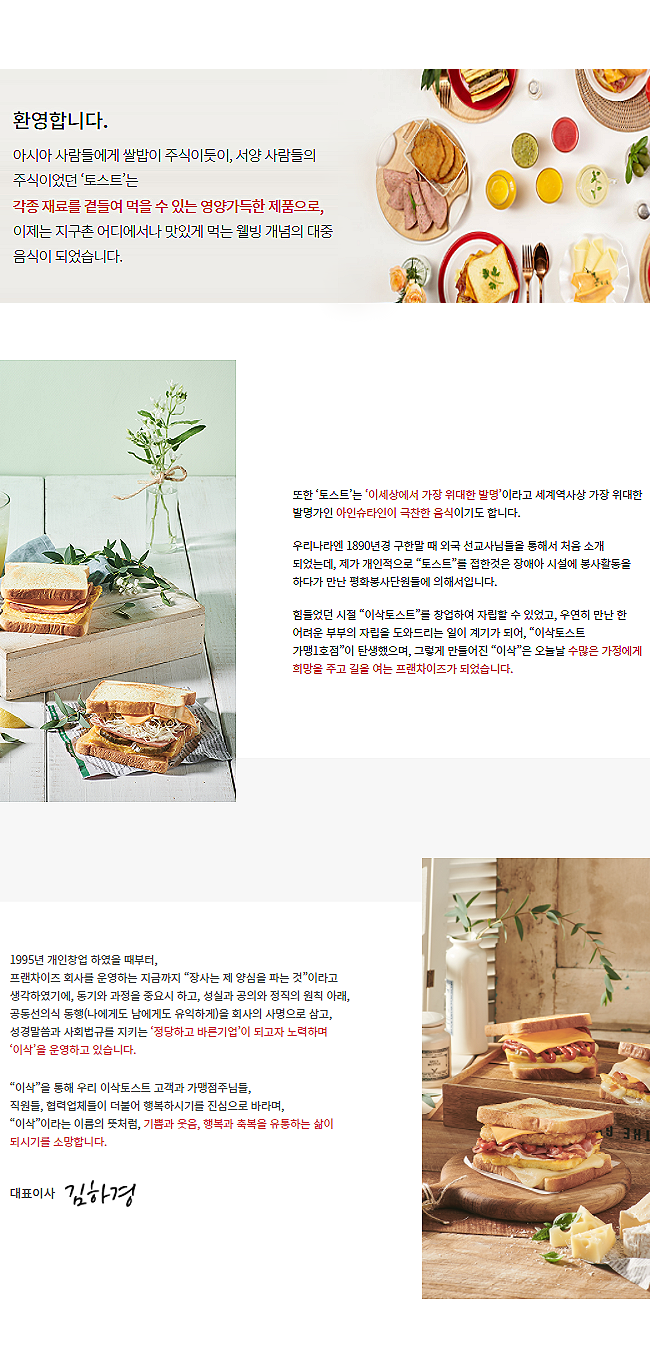 환영합니다.
아시아 사람들에게 쌀밥이 주식이듯이, 서양 사람들의
주식이었던 ‘토스트’는
각종 재료를 곁들여 먹을 수 있는 영양가득한 제품으로,
이제는 지구촌 어디에서나 맛있게 먹는 웰빙 개념의 대중
음식이 되었습니다.
또한 ‘토스트’는 ‘이세상에서 가장 위대한 발명’이라고 세계역사상 가장 위대한
발명가인 아인슈타인이 극찬한 음식이기도 합니다.
우리나라엔 1890년경 구한말 때 외국 선교사님들을 통해서 처음 소개
되었는데, 제가 개인적으로 “토스트”를 접한것은 장애아 시설에 봉사활동을
하다가 만난 평화봉사단원들에 의해서입니다.
힘들었던 시절 “이삭토스트”를 창업하여 자립할 수 있었고, 우연히 만난 한
어려운 부부의 자립을 도와드리는 일이 계기가 되어, “이삭토스트
가맹1호점”이 탄생했으며, 그렇게 만들어진 “이삭”은 오늘날 수많은 가정에게
희망을 주고 길을 여는 프랜차이즈가 되었습니다.
1995년 개인창업 하였을 때부터,
프랜차이즈 회사를 운영하는 지금까지 “장사는 제 양심을 파는 것”이라고
생각하였기에, 동기와 과정을 중요시 하고, 성실과 공의와 정직의 원칙 아래,
공동선의식 동행(나에게도 남에게도 유익하게)을 회사의 사명으로 삼고,
성경말씀과 사회법규를 지키는 ‘정당하고 바른기업’이 되고자 노력하며
‘이삭’을 운영하고 있습니다.
“이삭”을 통해 우리 이삭토스트 고객과 가맹점주님들,
직원들, 협력업체들이 더불어 행복하시기를 진심으로 바라며,
“이삭”이라는 이름의 뜻처럼, 기쁨과 웃음, 행복과 축복을 유통하는 삶이
되시기를 소망합니다.
대표이사 김하경